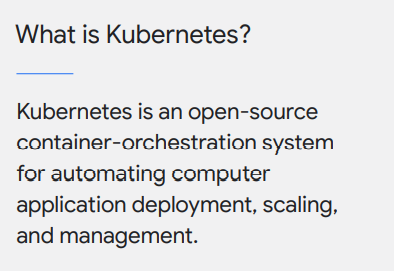 What is Kubernetes?
Kubernetes is an open-source
container-orchestration system
for automating computer
application deployment, scaling,
and management.